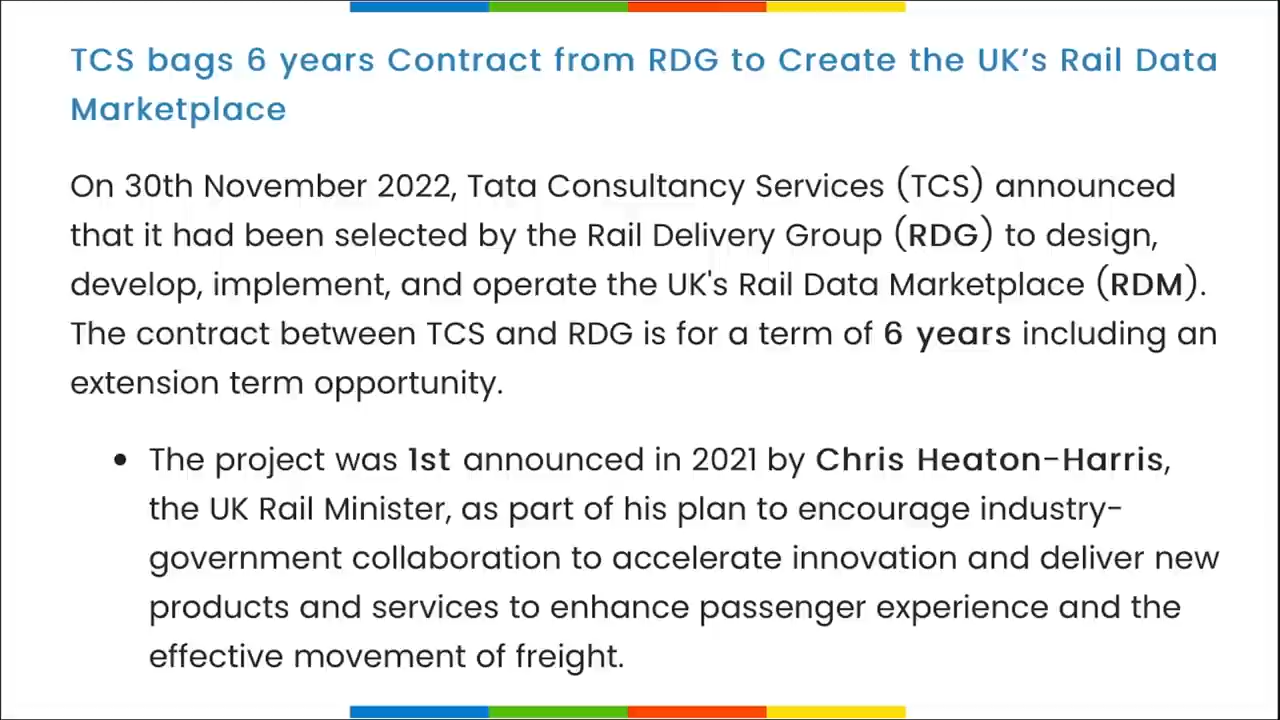 TCS bags 6 years Contract from RDG to Create the UK’s Rail Data
Marketplace
On 30th November 2022, Tata Consultancy Services (TCS) announced
that it had been selected by the Rail Delivery Group (RDG) to design,
develop, implement, and operate the UK's Rail Data Marketplace (RDM).
The contract between TCS and RDG is for a term of 6 years including an
extension term opportunity.
• The project was 1st announced in 2021 by Chris Heaton-Harris,
the UK Rail Minister, as part of his plan to encourage industry-
government collaboration to accelerate innovation and deliver new
products and services to enhance passenger experience and the
effective movement of freight.